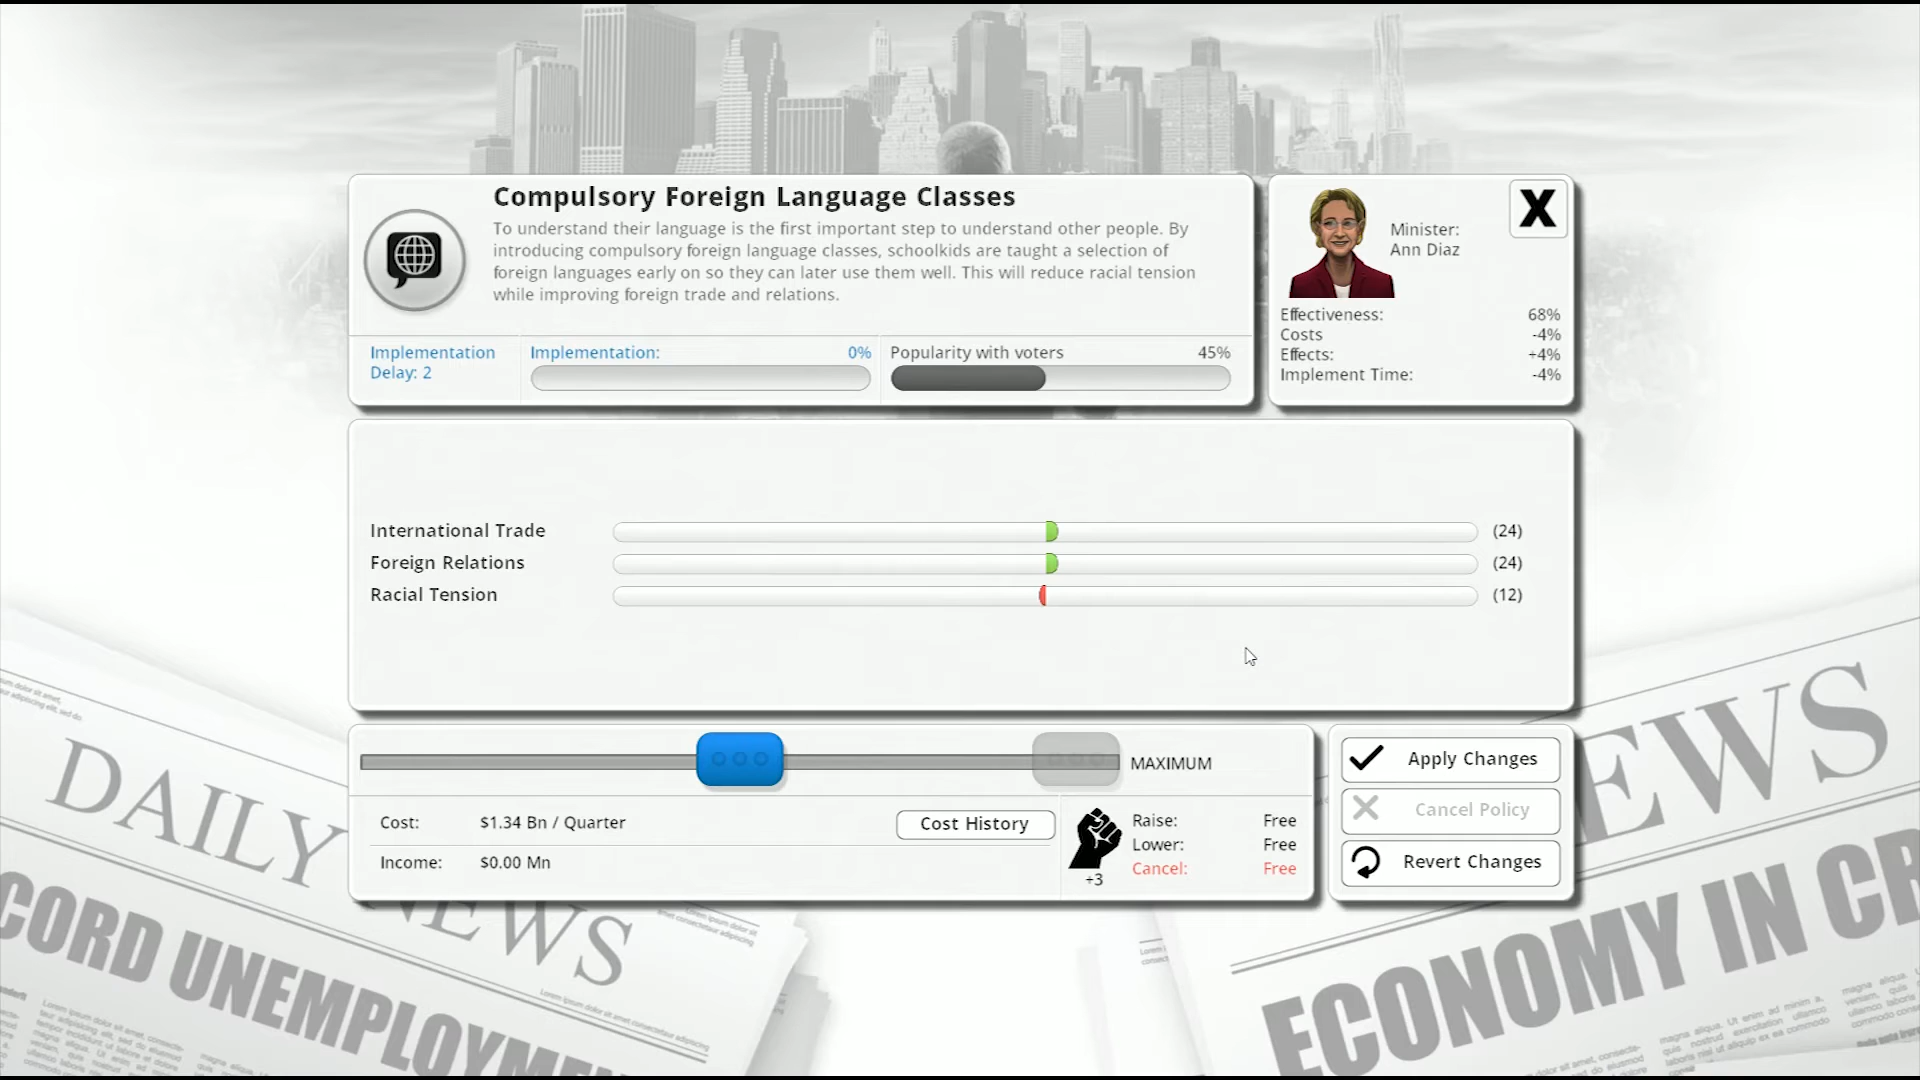 Compulsory Foreign Language Classes
To understand their language is the first important step to understand other people. By
introducing compulsory foreign language classes, schoolkids are taught a selection of
foreign languages early on so they can later use them well. This will reduce racial tension
while improving foreign trade and relations.
Implementation
Delay: 2
Implementation: 0%
Popularity with voters 45%
X
Minister:
Ann Diaz
Effectiveness: 68%
Costs -4%
Effects: +4%
Implement Time: -4%
International Trade (24)
Foreign Relations (24)
Racial Tension (12)
MAXIMUM
Cost: $1.34 Bn / Quarter
Cost History
Income: $0.00 Mn
+3
Raise: Free
Lower: Free
Cancel: Free
Apply Changes
Cancel Policy
Revert Changes
DAILY
NEWS
CORD UNEMPLOYME
EWS
ECONOMY IN CR